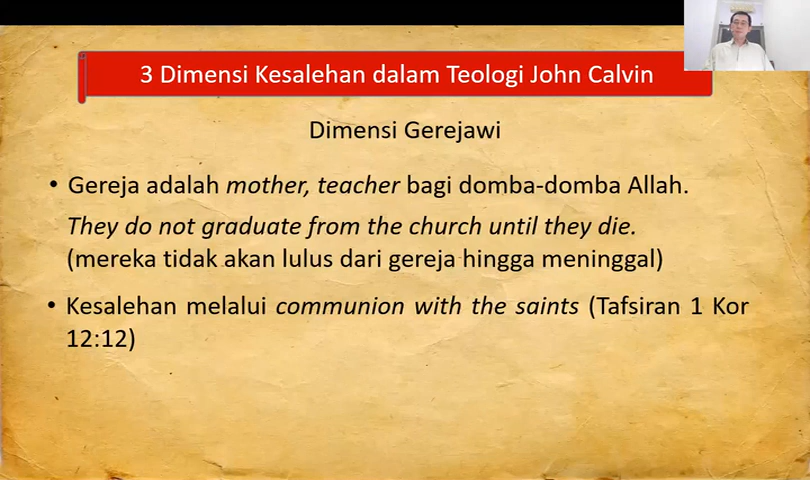 3 Dimensi Kesalehan dalam Teologi John Calvin
Dimensi Gerejawi
• Gereja adalah mother, teacher bagi domba-domba Allah.
They do not graduate from the church until they die.
(mereka tidak akan lulus dari gereja hingga meninggal)
• Kesalehan melalui communion with the saints (Tafsiran 1 Kor
12:12)